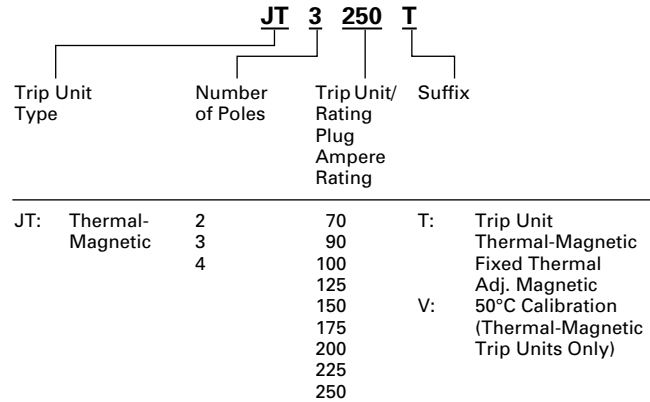 JT 3 250 T
Trip Unit Type
Number of Poles
Trip Unit/ Rating Plug Ampere Rating
Suffix
JT: Thermal-Magnetic
2
3
4
70
90
100
125
150
175
200
225
250
T: Trip Unit
Thermal-Magnetic
Fixed Thermal
Adj. Magnetic
V: 50°C Calibration
(Thermal-Magnetic
Trip Units Only)